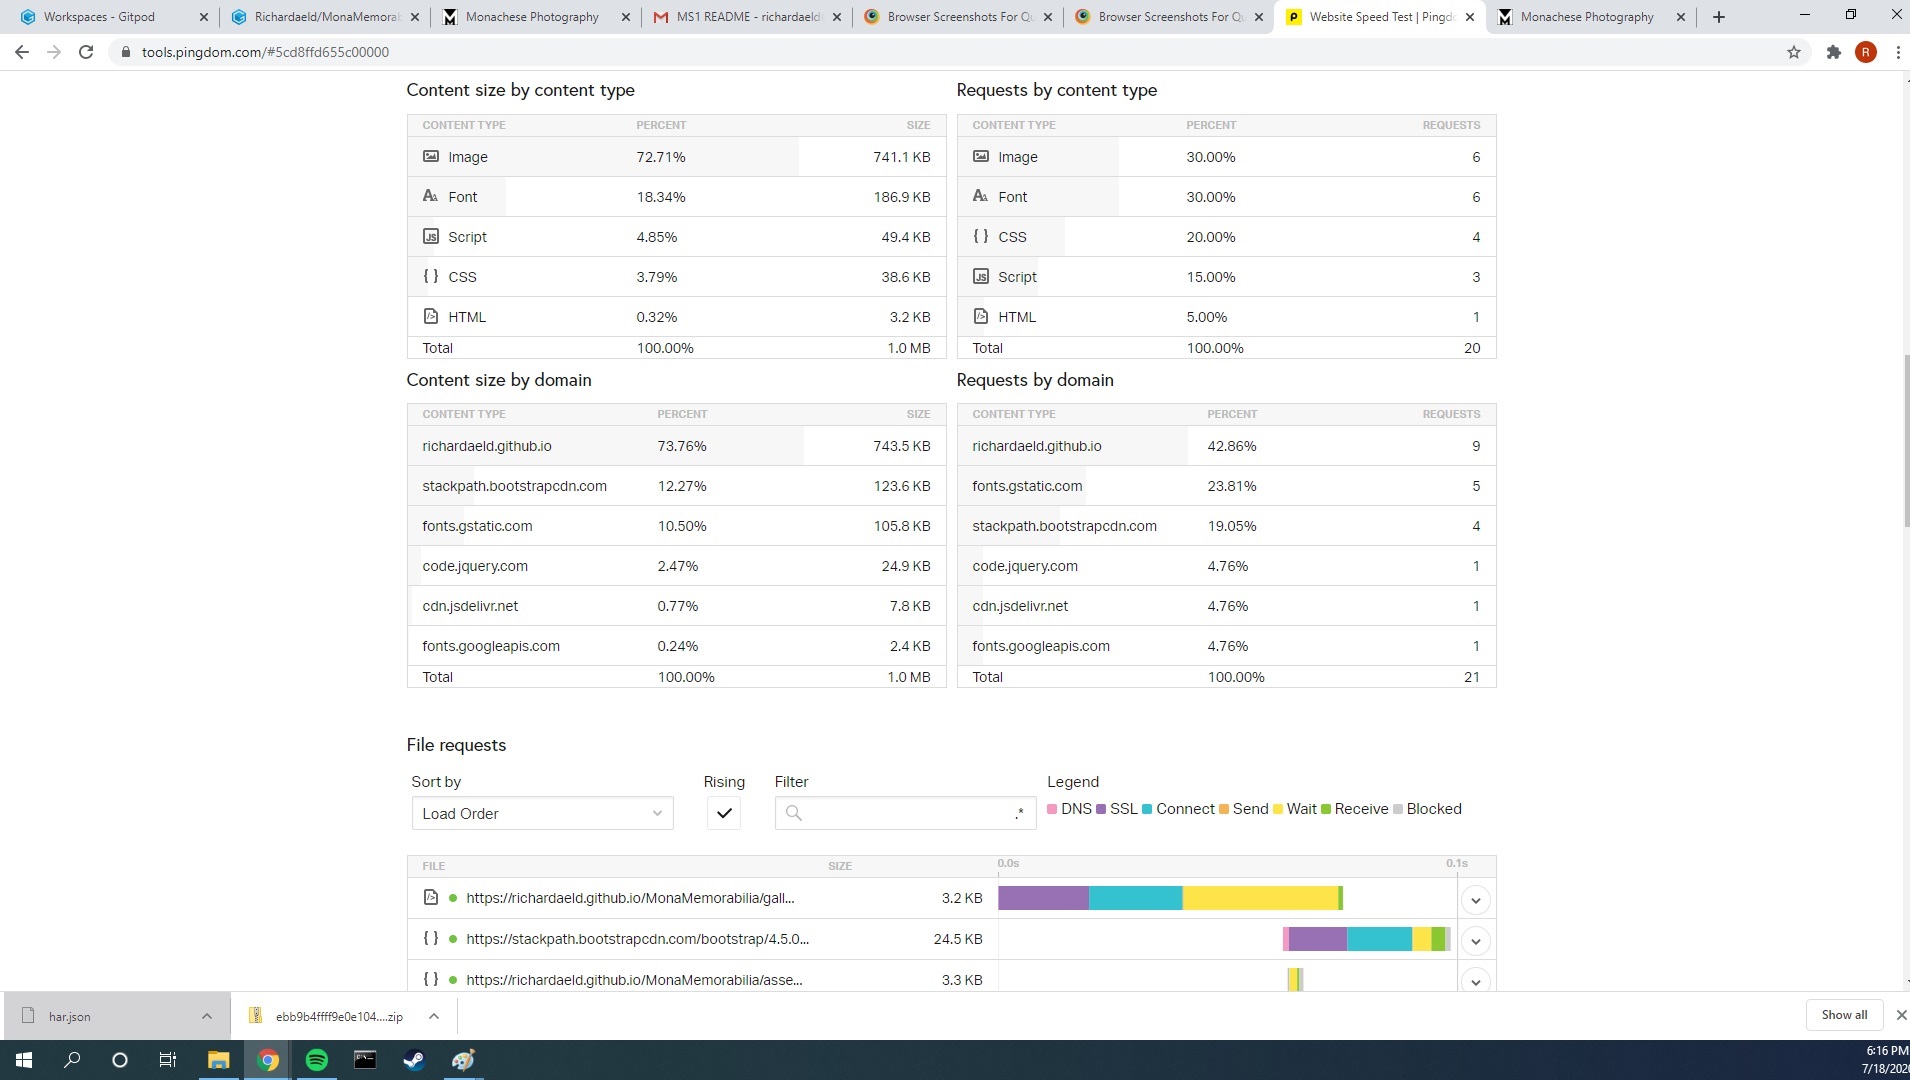 Workspaces - Gitpod
Richardaeld/MonaMemorabi
Monachese Photography
MS1 README - richardaeld
Browser Screenshots For Qu
Browser Screenshots For Qu
Website Speed Test | Pingdo
Monachese Photography
tools.pingdom.com/#5cd8ffd655c00000
R
Content size by content type
CONTENT TYPE PERCENT SIZE
Image 72.71% 741.1 KB
Font 18.34% 186.9 KB
Script 4.85% 49.4 KB
CSS 3.79% 38.6 KB
HTML 0.32% 3.2 KB
Total 100.00% 1.0 MB
Requests by content type
CONTENT TYPE PERCENT REQUESTS
Image 30.00% 6
Font 30.00% 6
CSS 20.00% 4
Script 15.00% 3
HTML 5.00% 1
Total 100.00% 20
Content size by domain
CONTENT TYPE PERCENT SIZE
richardaeld.github.io 73.76% 743.5 KB
stackpath.bootstrapcdn.com 12.27% 123.6 KB
fonts.gstatic.com 10.50% 105.8 KB
code.jquery.com 2.47% 24.9 KB
cdn.jsdelivr.net 0.77% 7.8 KB
fonts.googleapis.com 0.24% 2.4 KB
Total 100.00% 1.0 MB
Requests by domain
CONTENT TYPE PERCENT REQUESTS
richardaeld.github.io 42.86% 9
fonts.gstatic.com 23.81% 5
stackpath.bootstrapcdn.com 19.05% 4
code.jquery.com 4.76% 1
cdn.jsdelivr.net 4.76% 1
fonts.googleapis.com 4.76% 1
Total 100.00% 21
File requests
Sort by Rising Filter Legend
Load Order .* DNS SSL Connect Send Wait Receive Blocked
FILE SIZE 0.0s 0.1s
https://richardaeld.github.io/MonaMemorabilia/gall... 3.2 KB
https://stackpath.bootstrapcdn.com/bootstrap/4.5.0... 24.5 KB
https://richardaeld.github.io/MonaMemorabilia/asse... 3.3 KB
har.json
ebb9b4ffff9e0e104....zip
Show all
6:16 PM
7/18/202